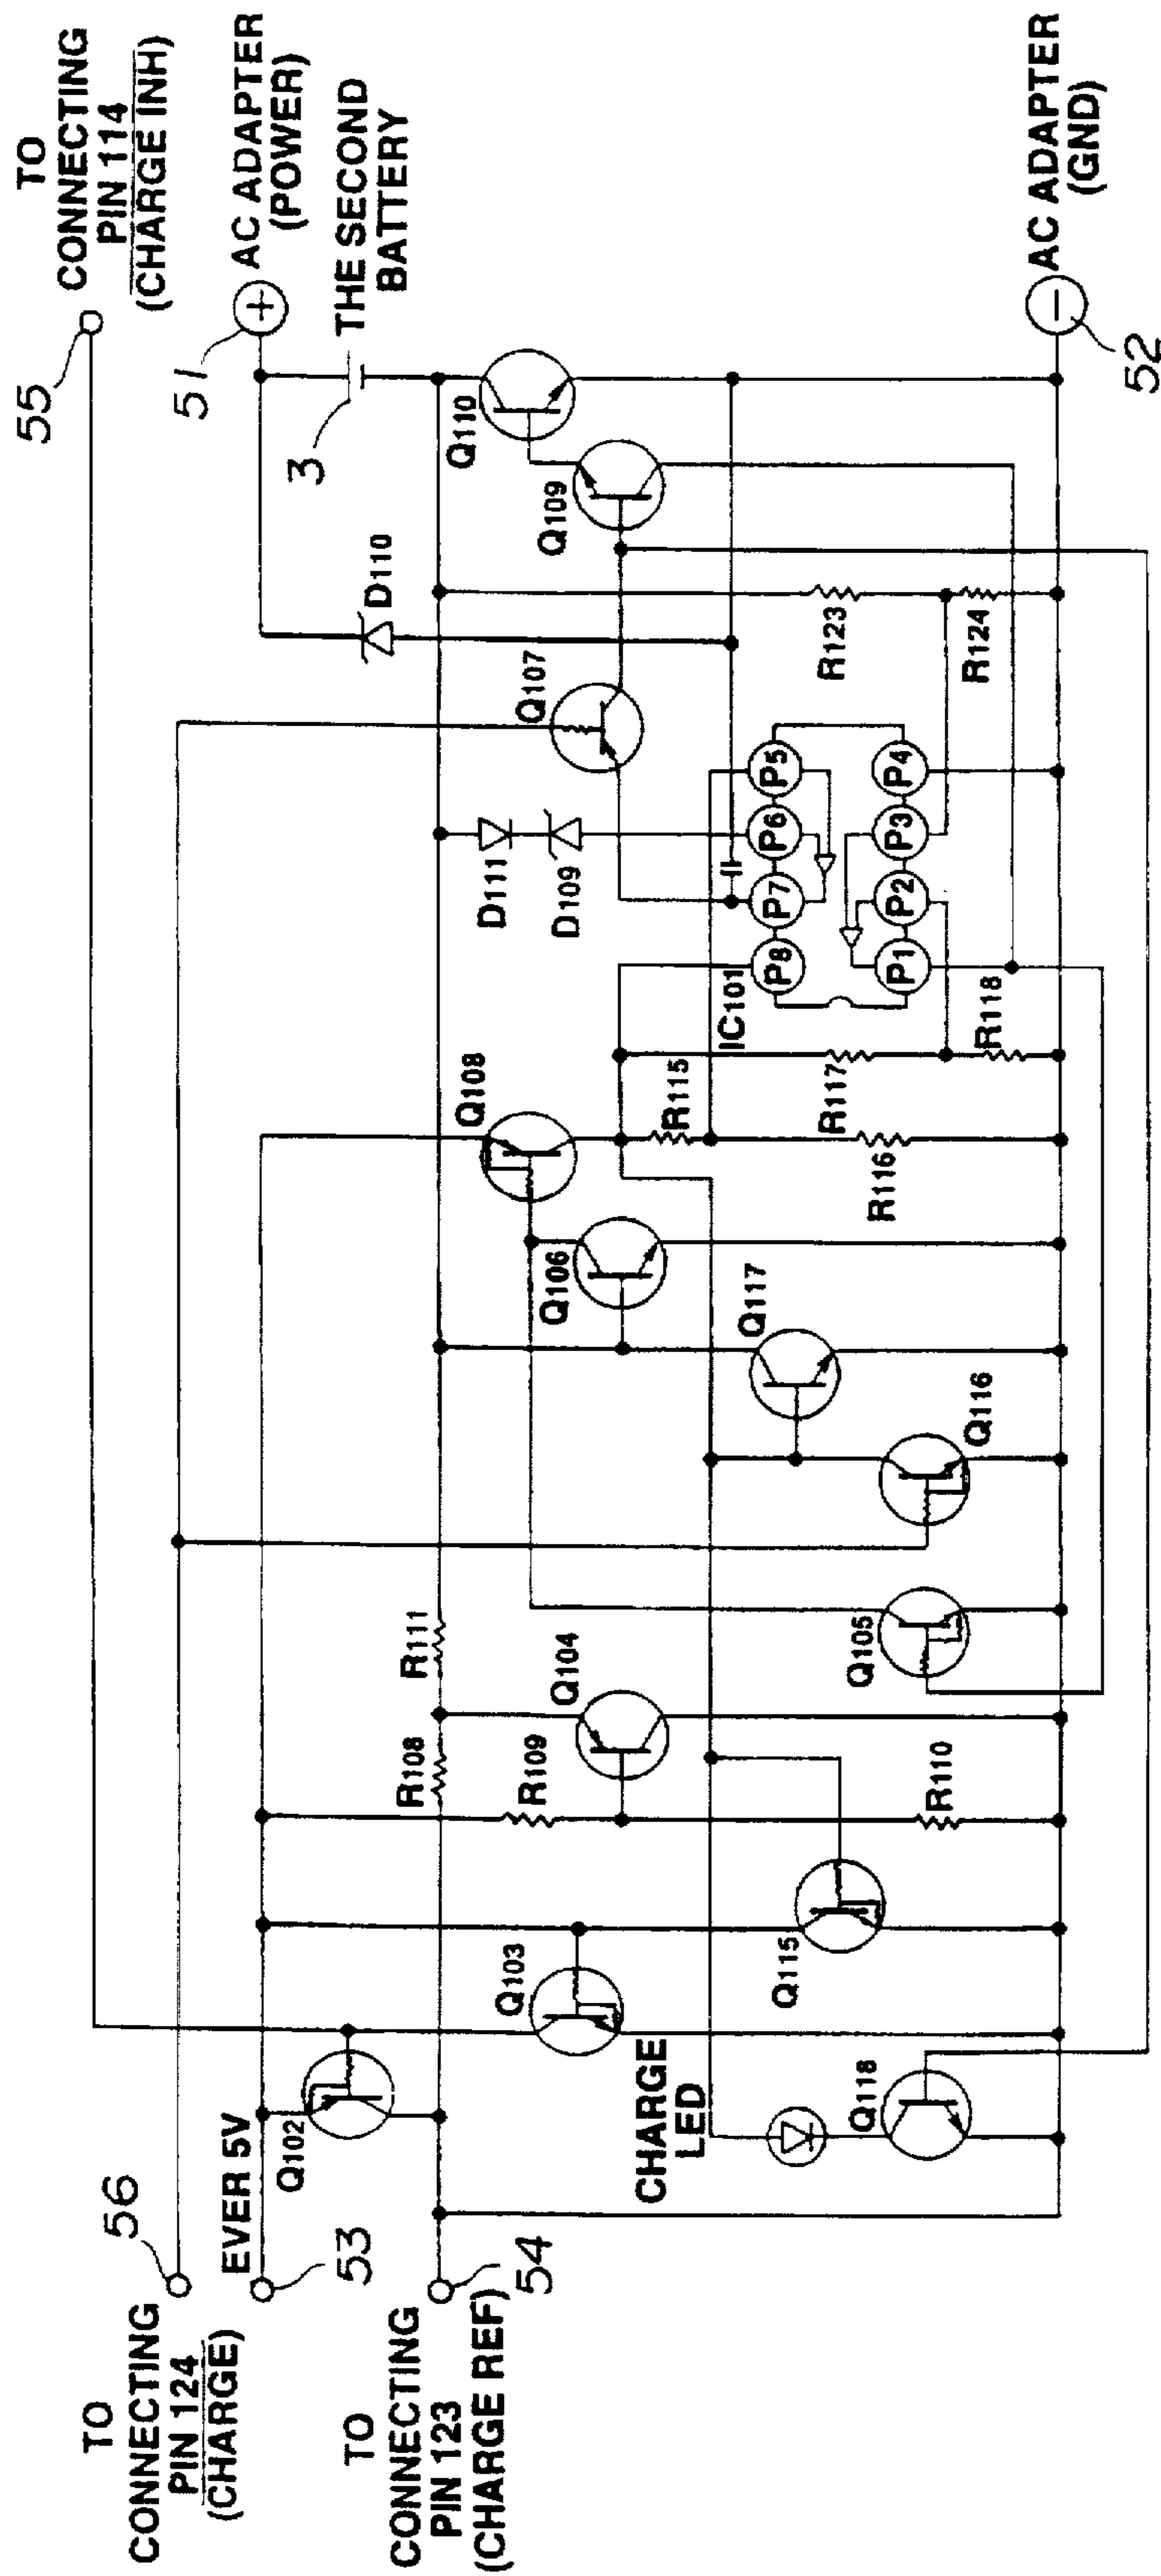 TO
CONNECTING
PIN 124
(CHARGE)
56
EVER 5V
53
TO
CONNECTING
PIN 123
(CHARGE REF)
54
TO
CONNECTING
PIN 114
(CHARGE INH)
55
AC ADAPTER
(POWER)
51
THE SECOND
BATTERY
3
AC ADAPTER
(GND)
52
Q102
Q103
CHARGE
LED
Q118
Q115
R108
R109
R110
Q104
R111
Q105
Q116
Q117
Q106
Q108
R115
R116
R117
R118
IC101
P8
P7
P6
P5
P1
P2
P3
P4
D111
D109
Q107
D110
R123
R124
Q109
Q110